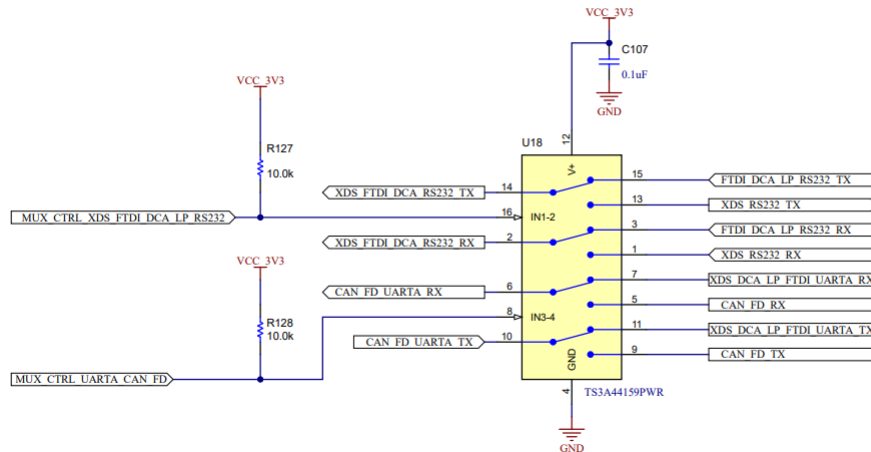 VCC_3V3
C107
0.1uF
GND
VCC_3V3
R127
10.0k
U18
12
V+
XDS_FTDI_DCA_RS232_TX
14
15
FTDI_DCA_LP_RS232_TX
13
XDS_RS232_TX
MUX_CTRL_XDS_FTDI_DCA_LP_RS232
16
IN1-2
XDS_FTDI_DCA_RS232_RX
2
3
FTDI_DCA_LP_RS232_RX
1
XDS_RS232_RX
VCC_3V3
R128
10.0k
CAN_FD_UARTA_RX
6
7
XDS_DCA_LP_FTDI_UARTA_RX
8
IN3-4
5
CAN_FD_RX
CAN_FD_UARTA_TX
10
11
XDS_DCA_LP_FTDI_UARTA_TX
9
CAN_FD_TX
GND
MUX_CTRL_UARTA_CAN_FD
4
TS3A44159PWR
GND